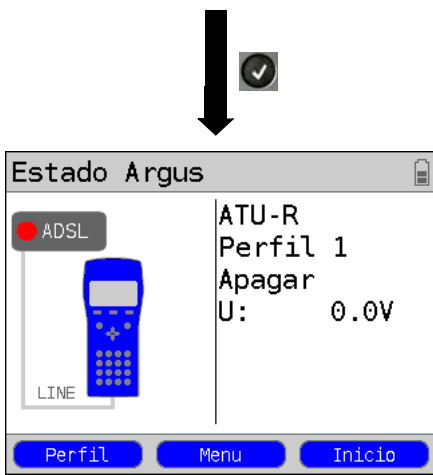 Estado Argus
ADSL
ATU-R
Perfil 1
Apagar
U: 0.0V
LINE
Perfil Menu Inicio